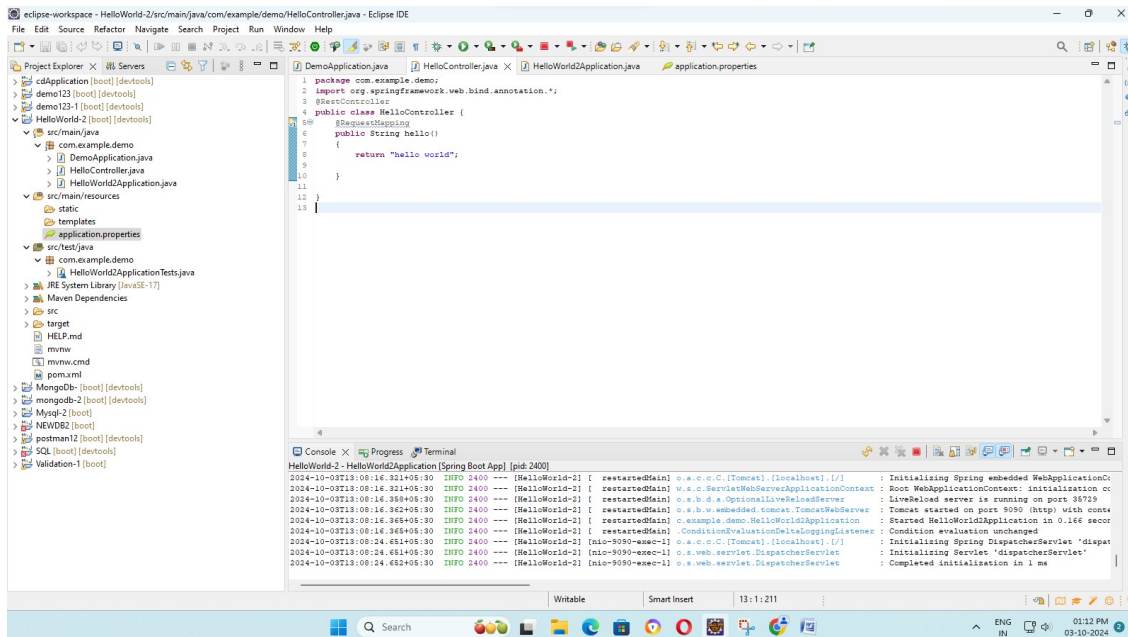 eclipse-workspace - HelloWorld-2/src/main/java/com/example/demo/HelloController.java - Eclipse IDE
File Edit Source Refactor Navigate Search Project Run Window Help
Project Explorer Servers
cdApplication [boot] [devtools]
demo123 [boot] [devtools]
demo123-1 [boot] [devtools]
HelloWorld-2 [boot] [devtools]
src/main/java
com.example.demo
DemoApplication.java
HelloController.java
HelloWorld2Application.java
src/main/resources
static
templates
application.properties
src/test/java
com.example.demo
HelloWorld2ApplicationTests.java
JRE System Library [JavaSE-17]
Maven Dependencies
src
target
HELP.md
mvnw
mvnw.cmd
pom.xml
MongoDb- [boot] [devtools]
mongodb-2 [boot] [devtools]
Mysql-2 [boot]
NEWDB2 [boot]
postman12 [boot] [devtools]
SQL [boot] [devtools]
Validation-1 [boot]
DemoApplication.java HelloController.java HelloWorld2Application.java application.properties
1 package com.example.demo;
2 import org.springframework.web.bind.annotation.*;
3 @RestController
4 public class HelloController {
5 @RequestMapping
6 public String hello()
7 {
8 return "hello world";
9
10 }
11
12 }
13
Console Progress Terminal
HelloWorld-2 - HelloWorld2Application [Spring Boot App] [pid: 2400]
2024-10-03T13:08:16.321+05:30 INFO 2400 --- [HelloWorld-2] [ restartedMain] o.a.c.c.C.[Tomcat].[localhost].[/] : Initializing Spring embedded WebApplicationCo
2024-10-03T13:08:16.321+05:30 INFO 2400 --- [HelloWorld-2] [ restartedMain] w.s.c.ServletWebServerApplicationContext : Root WebApplicationContext: initialization co
2024-10-03T13:08:16.358+05:30 INFO 2400 --- [HelloWorld-2] [ restartedMain] o.s.b.d.a.OptionalLiveReloadServer : LiveReload server is running on port 35729
2024-10-03T13:08:16.362+05:30 INFO 2400 --- [HelloWorld-2] [ restartedMain] o.s.b.w.embedded.tomcat.TomcatWebServer : Tomcat started on port 9090 (http) with conte
2024-10-03T13:08:16.365+05:30 INFO 2400 --- [HelloWorld-2] [ restartedMain] c.example.demo.HelloWorld2Application : Started HelloWorld2Application in 0.166 secon
2024-10-03T13:08:16.365+05:30 INFO 2400 --- [HelloWorld-2] [ restartedMain] .ConditionEvaluationDeltaLoggingListener : Condition evaluation unchanged
2024-10-03T13:08:24.651+05:30 INFO 2400 --- [HelloWorld-2] [nio-9090-exec-1] o.a.c.c.C.[Tomcat].[localhost].[/] : Initializing Spring DispatcherServlet 'dispat
2024-10-03T13:08:24.651+05:30 INFO 2400 --- [HelloWorld-2] [nio-9090-exec-1] o.s.web.servlet.DispatcherServlet : Initializing Servlet 'dispatcherServlet'
2024-10-03T13:08:24.652+05:30 INFO 2400 --- [HelloWorld-2] [nio-9090-exec-1] o.s.web.servlet.DispatcherServlet : Completed initialization in 1 ms
Writable Smart Insert 13 : 1 : 211
Search
ENG
IN
01:12 PM
03-10-2024
2